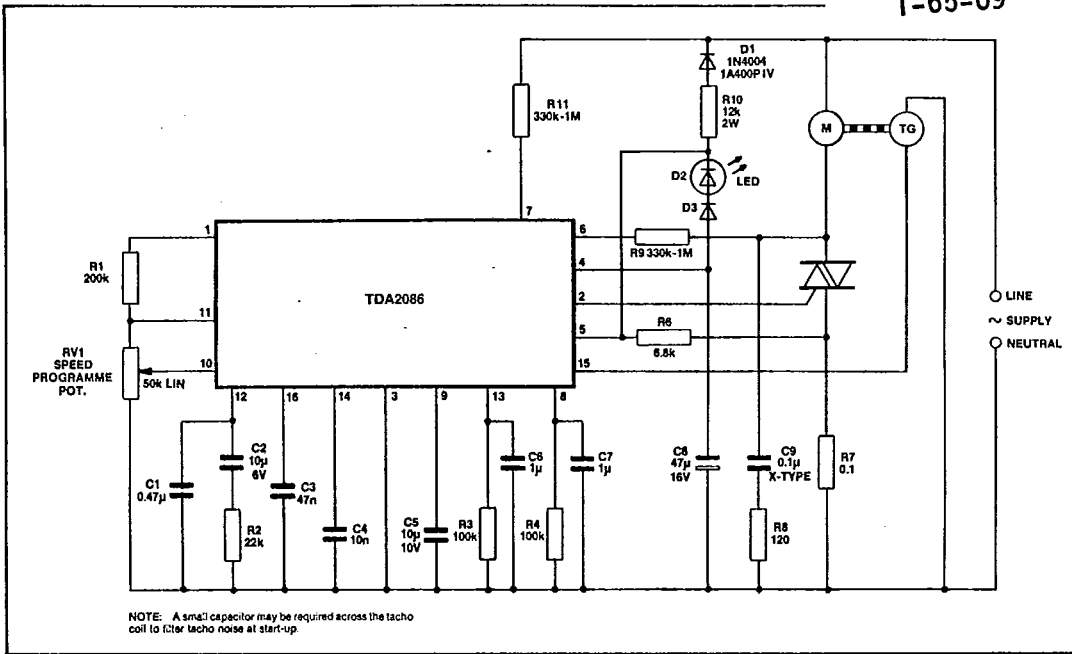 T-65-09
D1
1N4004
1A400PIV
R11
330k-1M
R10
12k
2W
M
TG
D2
LED
D3
7
1
6
R9 330k-1M
R1
200k
4
TDA2086
2
LINE
11
~ SUPPLY
R6
6.8k
5
NEUTRAL
RV1
SPEED
PROGRAMME
POT.
10
50k LIN
15
12
16
14
3
9
13
8
C1
0.47μ
C2
10μ
6V
C3
47n
R2
22k
C4
10n
C5
10μ
10V
R3
100k
C6
1μ
R4
100k
C7
1μ
C8
47μ
16V
C9
0.1μ
X-TYPE
R7
0.1
R8
120
NOTE: A small capacitor may be required across the tacho
coil to filter tacho noise at start-up.